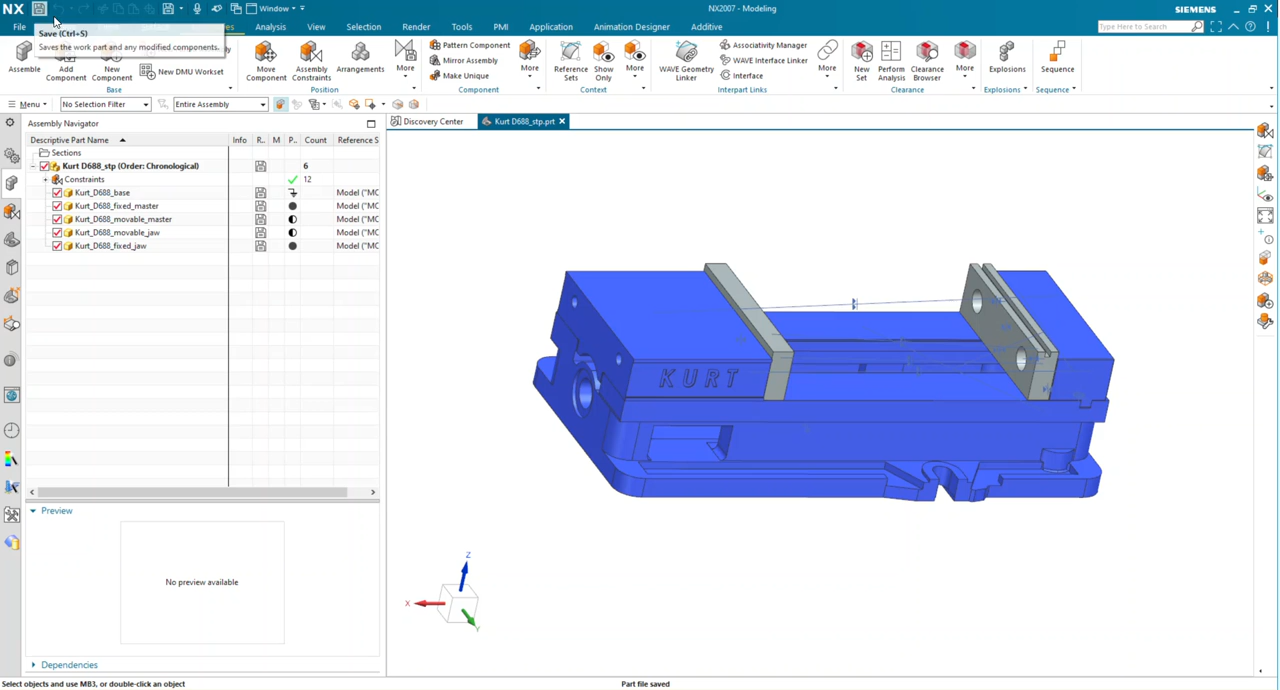 NX
Window
NX2007 - Modeling
SIEMENS
File
Analysis
View
Selection
Render
Tools
PMI
Application
Animation Designer
Additive
Type Here to Search
Save (Ctrl+S)
Saves the work part and any modified components.
Assembly
Add Component
New Component
New DMU Workset
Base
Move Component
Assembly Constraints
Arrangements
More
Position
Pattern Component
Mirror Assembly
Make Unique
More
Component
Reference Sets
Show Only
More
Context
WAVE Geometry Linker
Associativity Manager
WAVE Interface Linker
Interface
More
Interpart Links
New Set
Perform Analysis
Clearance Browser
More
Clearance
Explosions
Explosions
Sequence
Sequence
Menu
No Selection Filter
Entire Assembly
Assembly Navigator
Discovery Center
Kurt D688_stp.prt
Descriptive Part Name
Info
R..
M
P..
Count
Reference S
Sections
Kurt D688_stp (Order: Chronological)
6
Constraints
12
Kurt_D688_base
Model ("MC
Kurt_D688_fixed_master
Model ("MC
Kurt_D688_movable_master
Model ("MC
Kurt_D688_movable_jaw
Model ("MC
Kurt_D688_fixed_jaw
Model ("MC
KURT
Preview
No preview available
Z
X
Y
Dependencies
Select objects and use MB3, or double-click an object
Part file saved